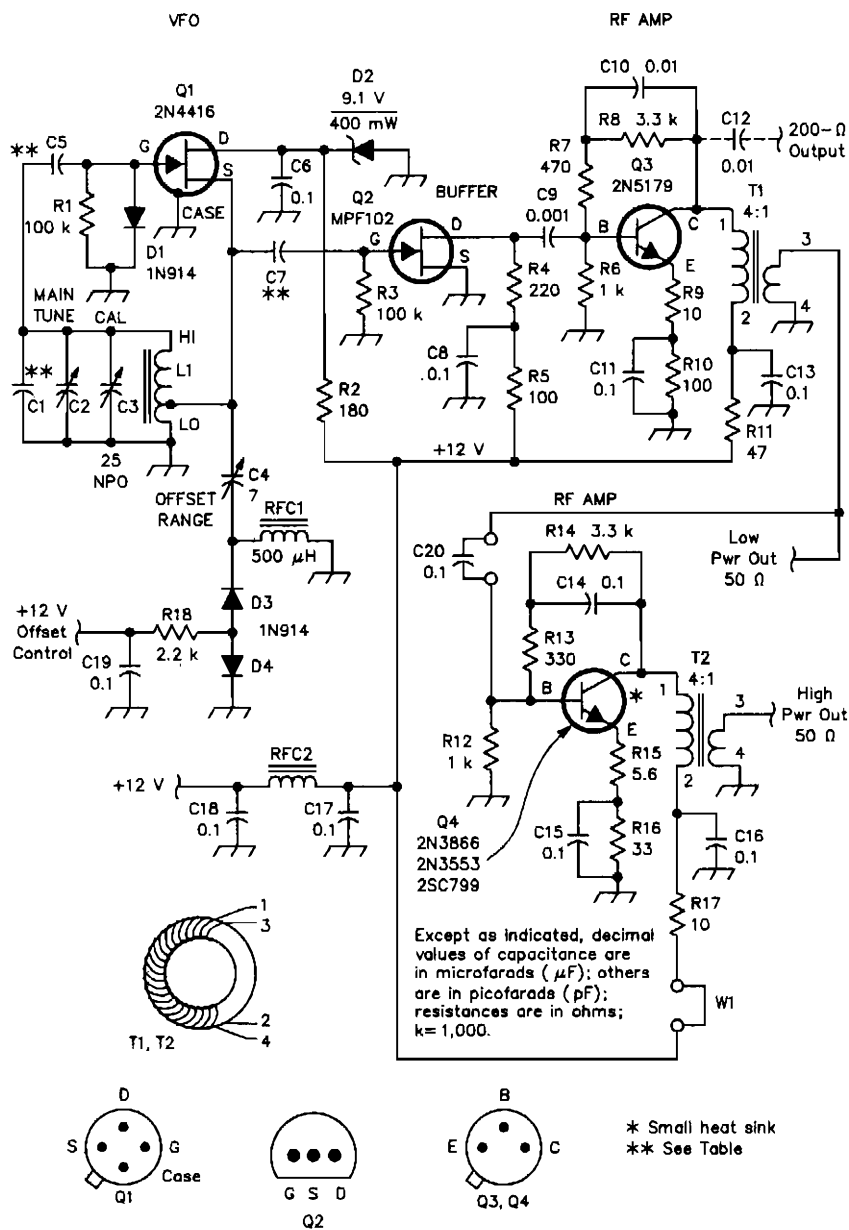 VFO
RF AMP
Q1
2N4416
D2
9.1 V
400 mW
C10 0.01
R8 3.3 k
C12
0.01
200-Ω
Output
** C5
G
D
S
C6
0.1
R7
470
Q3
2N5179
R1
100 k
CASE
Q2
MPF102
BUFFER
C9
0.001
T1
4:1
D1
1N914
G
D
S
B
C
E
1
3
C7
**
R3
100 k
R4
220
R6
1 k
R9
10
2
4
MAIN
TUNE
CAL
HI
L1
LO
**
C1
C2
C3
C8
.01
R2
180
R5
100
C11
0.1
R10
100
C13
0.1
R11
47
25
NPO
+12 V
C4
7
OFFSET
RANGE
RFC1
500 μH
RF AMP
R14 3.3 k
Low
Pwr Out
50 Ω
C20
0.1
C14 0.1
+12 V
Offset
Control
R18
2.2 k
D3
1N914
D4
C19
0.1
R13
330
C
*
B
E
T2
4:1
1
3
High
Pwr Out
50 Ω
R12
1 k
R15
5.6
2
4
+12 V
RFC2
C18
0.1
C17
0.1
Q4
2N3866
2N3553
2SC799
C15
0.1
R16
33
C16
0.1
R17
10
1
3
2
4
T1, T2
Except as indicated, decimal
values of capacitance are
in microfarads (μF); others
are in picofarads (pF);
resistances are in ohms;
k=1,000.
W1
D
S
G
Case
Q1
G S D
Q2
B
E
C
Q3, Q4
* Small heat sink
** See Table